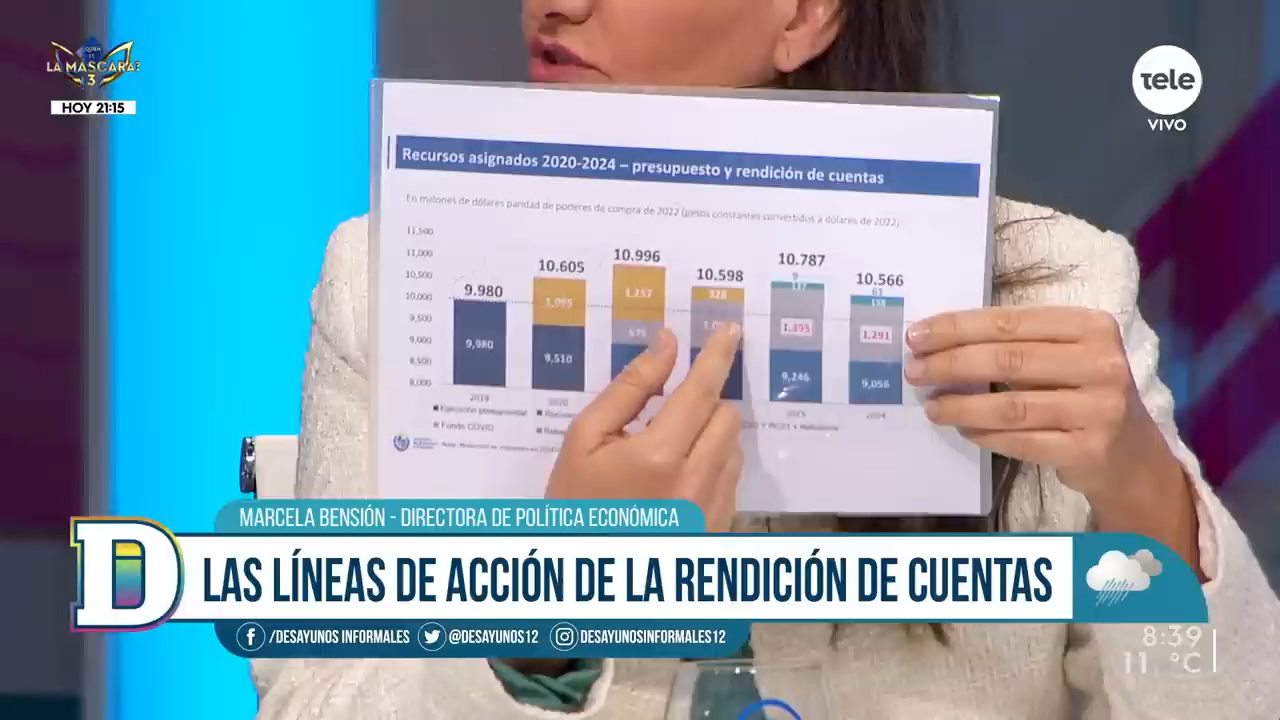 QUIÉN ES
LA MÁSCARA?
3
HOY 21:15
tele
VIVO
Recursos asignados 2020-2024 – presupuesto y rendición de cuentas
En millones de dólares paridad de poderes de compra de 2022 (pesos constantes convertidos a dólares de 2022)
11,500
11,000
10,500
10,000
9,500
9,000
8,500
8,000
9.980
10.605
10.996
10.598
10.787
10.566
9,980
1,095
9,510
1,257
575
328
9
137
1,395
9,246
61
158
1,291
9,056
2019
2020
2023
2024
Ejecución presupuestal
Fondo COVID
MARCELA BENSIÓN - DIRECTORA DE POLÍTICA ECONÓMICA
D
LAS LÍNEAS DE ACCIÓN DE LA RENDICIÓN DE CUENTAS
/DESAYUNOS INFORMALES @DESAYUNOS12 DESAYUNOSINFORMALES12
8:39
11 °C